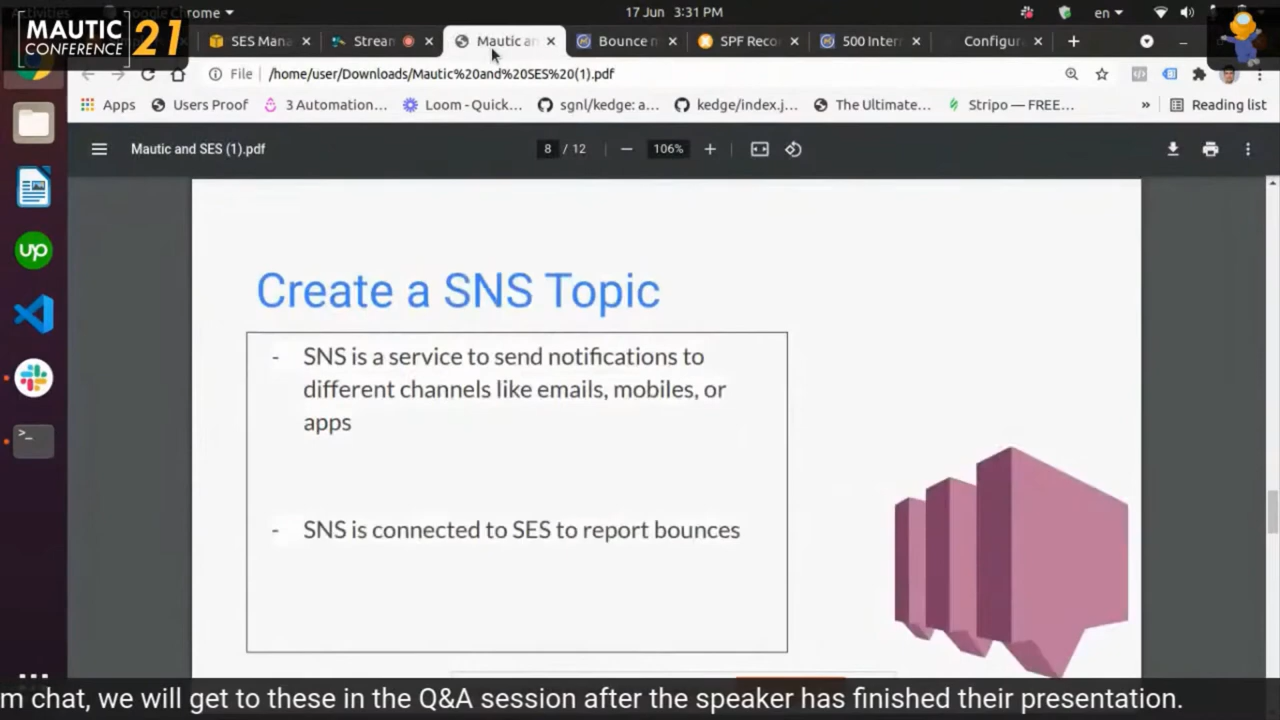 Activities
Google Chrome
17 Jun 3:31 PM
en
MAUTIC
CONFERENCE 21
SES Mana
Stream
Mautic an
Bounce m
SPF Reco
500 Inter
Configur
File
/home/user/Downloads/Mautic%20and%20SES%20(1).pdf
Apps
Users Proof
3 Automation...
Loom - Quick...
sgnl/kedge: a...
kedge/index.j...
The Ultimate...
Stripo — FREE...
»
Reading list
Mautic and SES (1).pdf
8 / 12
106%
up
Create a SNS Topic
- SNS is a service to send notifications to
different channels like emails, mobiles, or
apps
- SNS is connected to SES to report bounces
m chat, we will get to these in the Q&A session after the speaker has finished their presentation.